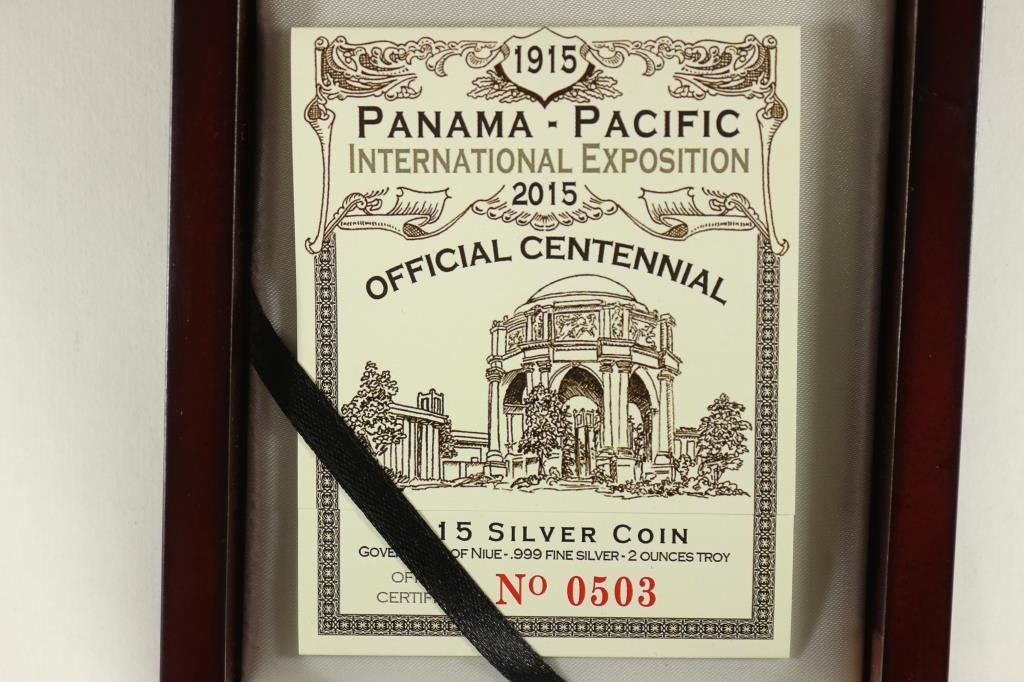 1915
PANAMA - PACIFIC
INTERNATIONAL EXPOSITION
2015
OFFICIAL CENTENNIAL
15 SILVER COIN
OF NIUE - .999 FINE SILVER - 2 OUNCES TROY
No 0503